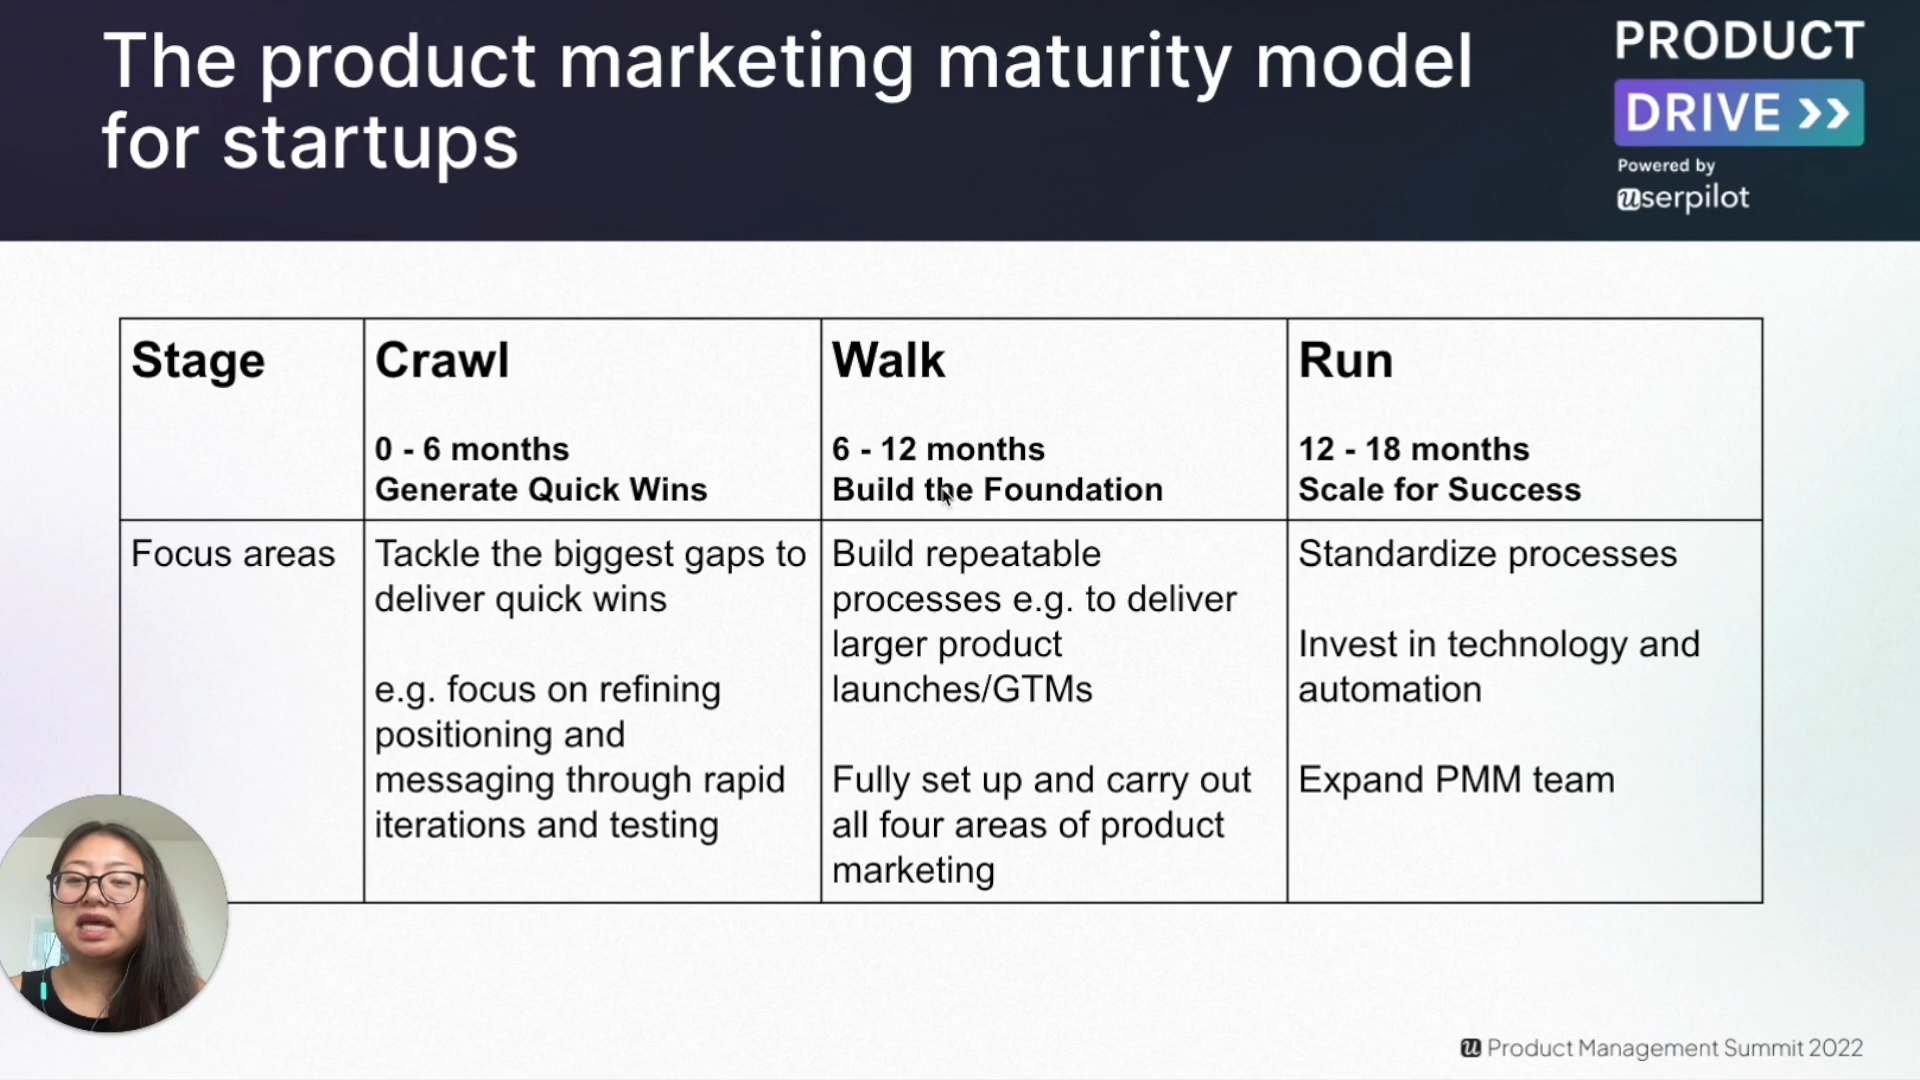 The product marketing maturity model
for startups
PRODUCT
DRIVE >>
Powered by
userpilot
Stage
Crawl
0 - 6 months
Generate Quick Wins
Walk
6 - 12 months
Build the Foundation
Run
12 - 18 months
Scale for Success
Focus areas
Tackle the biggest gaps to
deliver quick wins
e.g. focus on refining
positioning and
messaging through rapid
iterations and testing
Build repeatable
processes e.g. to deliver
larger product
launches/GTMs
Fully set up and carry out
all four areas of product
marketing
Standardize processes
Invest in technology and
automation
Expand PMM team
u Product Management Summit 2022